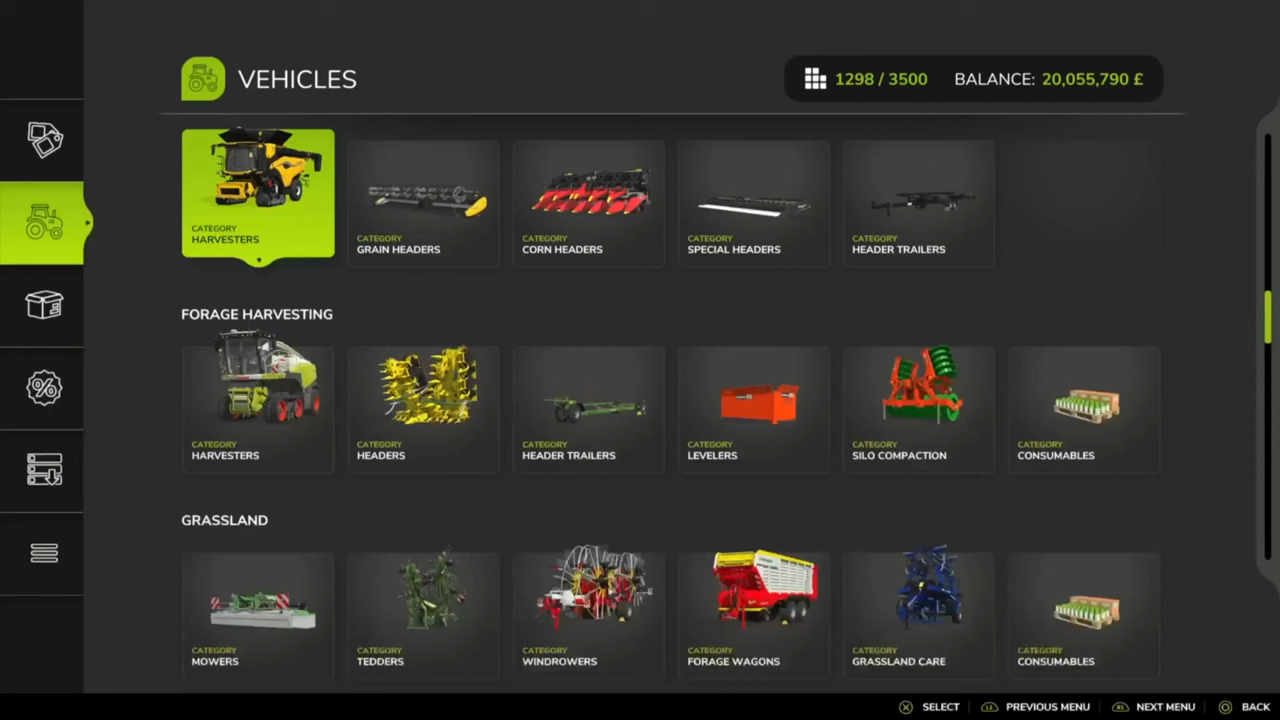 VEHICLES
1298 / 3500
BALANCE: 20,055,790 £
CATEGORY
HARVESTERS
CATEGORY
GRAIN HEADERS
CATEGORY
CORN HEADERS
CATEGORY
SPECIAL HEADERS
CATEGORY
HEADER TRAILERS
FORAGE HARVESTING
CATEGORY
HARVESTERS
CATEGORY
HEADERS
CATEGORY
HEADER TRAILERS
CATEGORY
LEVELERS
CATEGORY
SILO COMPACTION
CATEGORY
CONSUMABLES
GRASSLAND
CATEGORY
MOWERS
CATEGORY
TEDDERS
CATEGORY
WINDROWERS
CATEGORY
FORAGE WAGONS
CATEGORY
GRASSLAND CARE
CATEGORY
CONSUMABLES
SELECT
L1 PREVIOUS MENU
R1 NEXT MENU
BACK